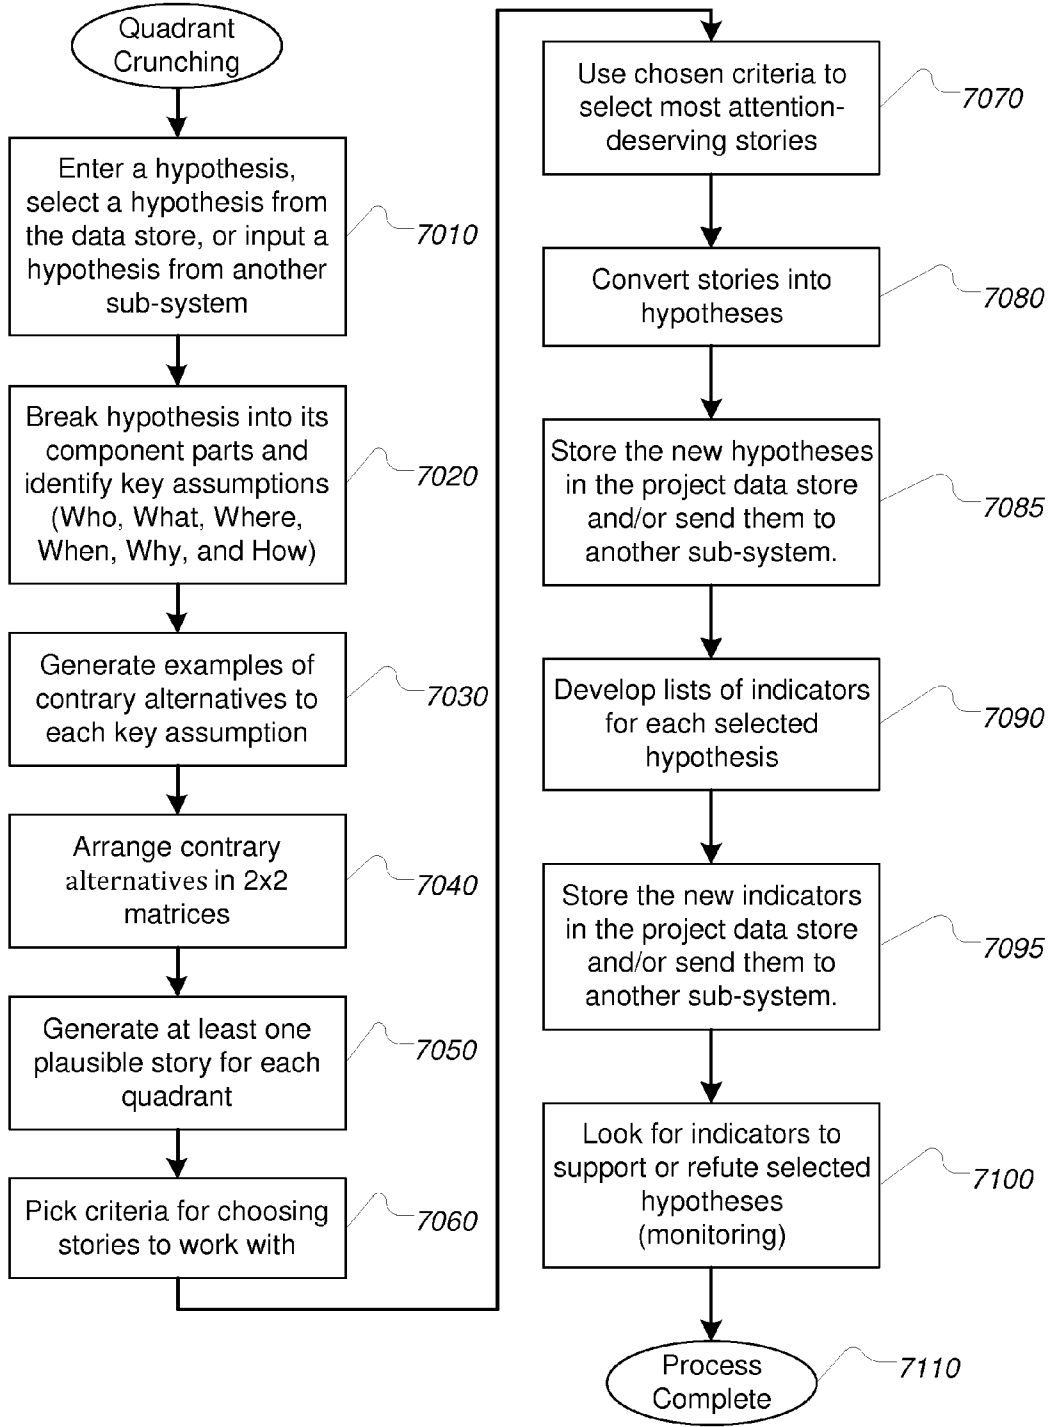 Quadrant
Crunching
Enter a hypothesis,
select a hypothesis from
the data store, or input a
hypothesis from another
sub-system
7010
Break hypothesis into its
component parts and
identify key assumptions
(Who, What, Where,
When, Why, and How)
7020
Generate examples of
contrary alternatives to
each key assumption
7030
Arrange contrary
alternatives in 2x2
matrices
7040
Generate at least one
plausible story for each
quadrant
7050
Pick criteria for choosing
stories to work with
7060
Use chosen criteria to
select most attention-
deserving stories
7070
Convert stories into
hypotheses
7080
Store the new hypotheses
in the project data store
and/or send them to
another sub-system.
7085
Develop lists of indicators
for each selected
hypothesis
7090
Store the new indicators
in the project data store
and/or send them to
another sub-system.
7095
Look for indicators to
support or refute selected
hypotheses
(monitoring)
7100
Process
Complete
7110